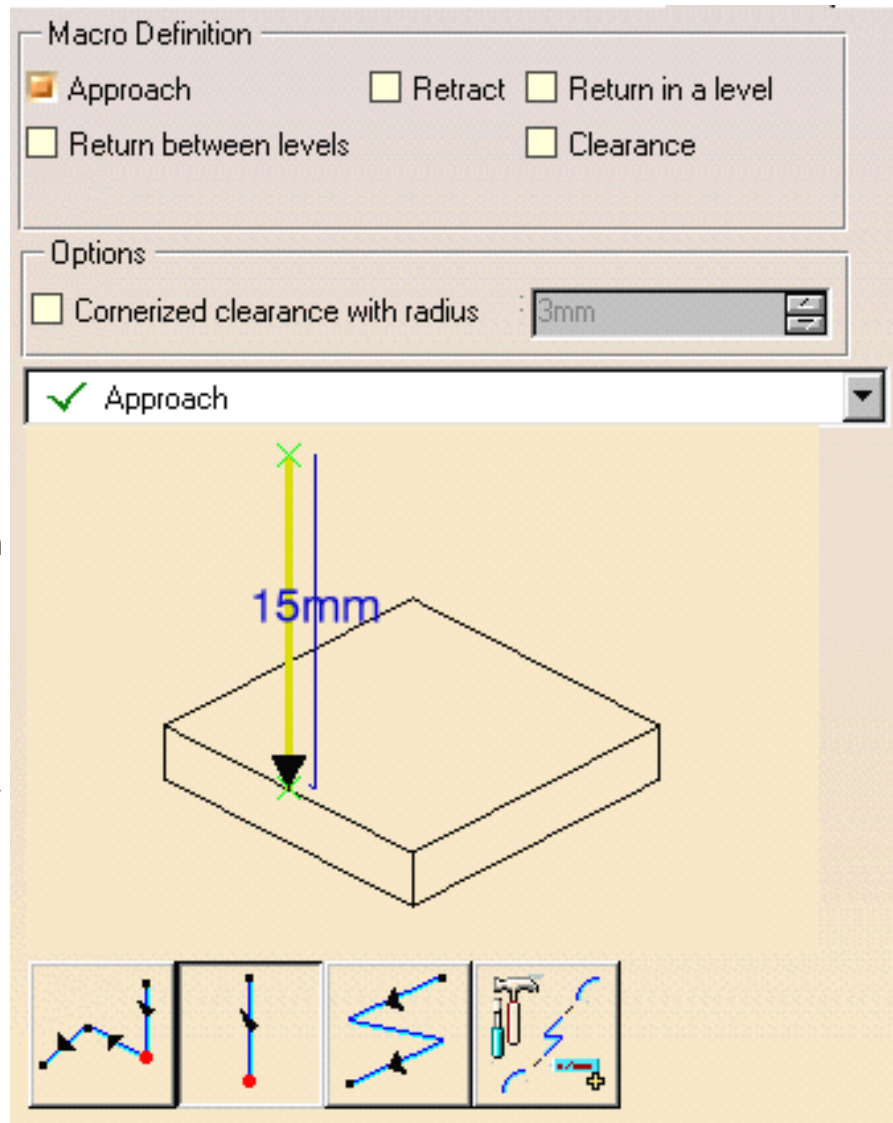 Macro Definition
Approach Retract Return in a level
Return between levels Clearance
Options
Cornerized clearance with radius 3mm
Approach
15mm